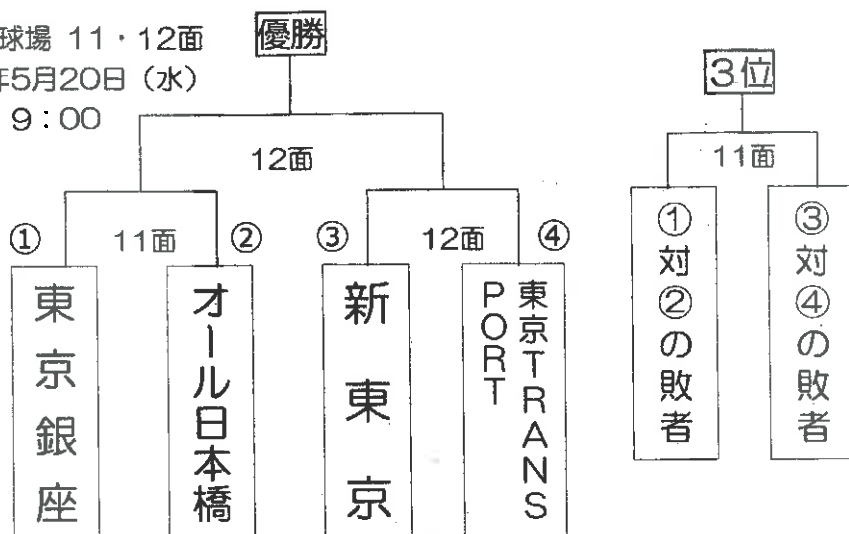 球場 11・12面
年5月20日（水）
9：00
優勝
12面
① 11面 ②
③ 12面 ④
東京銀座
オール日本橋
新東京
東京TRANS
PORT
3位
11面
①対②の敗者
③対④の敗者